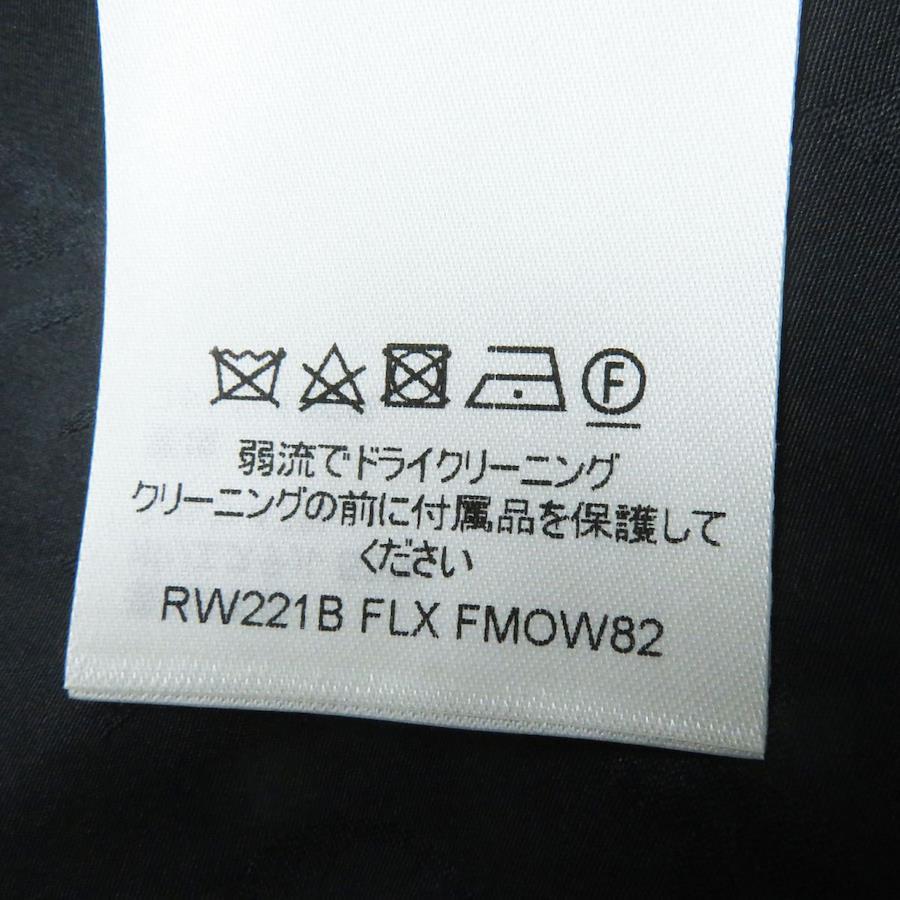 F
弱流でドライクリーニング
クリーニングの前に付属品を保護して
ください
RW221B FLX FMOW82